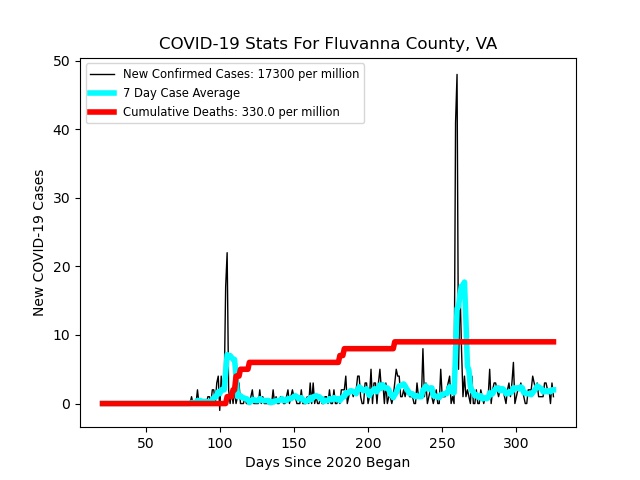 COVID-19 Stats For Fluvanna County, VA
New Confirmed Cases: 17300 per million
7 Day Case Average
Cumulative Deaths: 330.0 per million
New COVID-19 Cases
50
40
30
20
10
0
50 100 150 200 250 300
Days Since 2020 Began